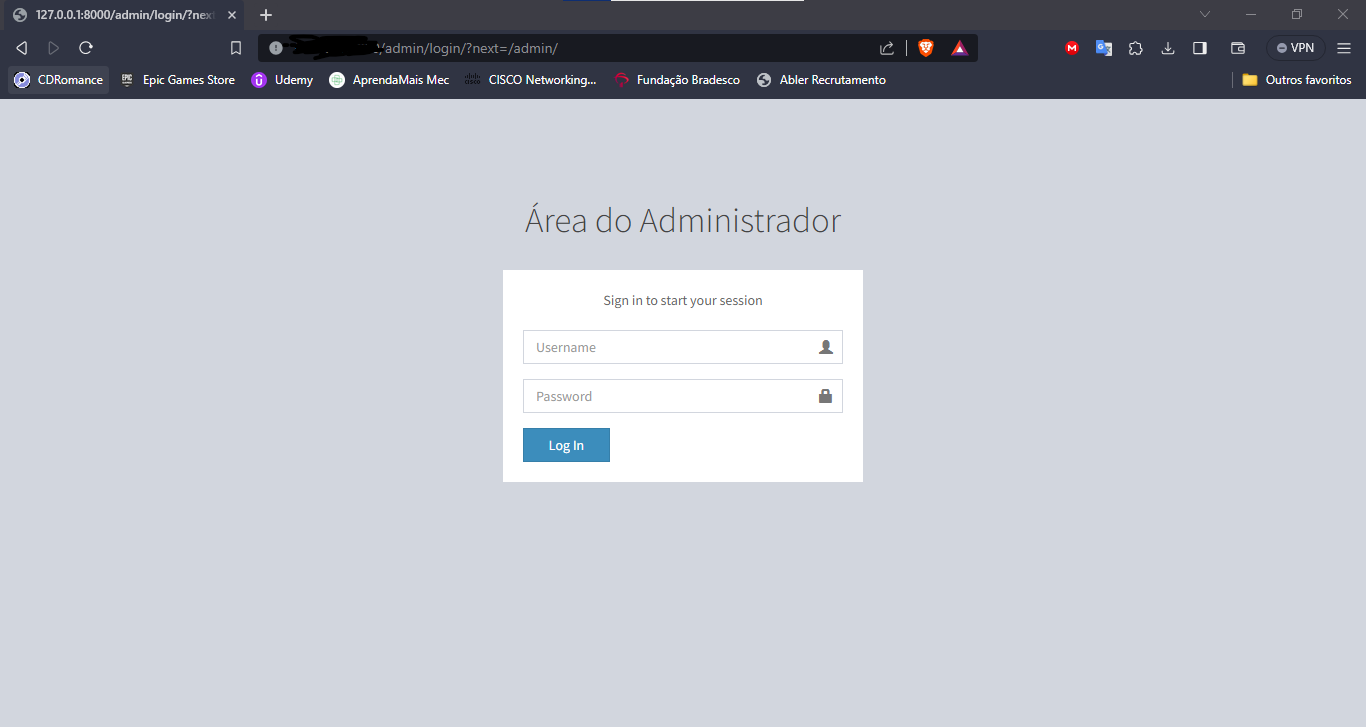 127.0.0.1:8000/admin/login/?next
/admin/login/?next=/admin/
VPN
CDRomance
EPIC
Epic Games Store
Udemy
AprendaMais Mec
CISCO Networking...
Fundação Bradesco
Abler Recrutamento
Outros favoritos
Área do Administrador
Sign in to start your session
Username
Password
Log In